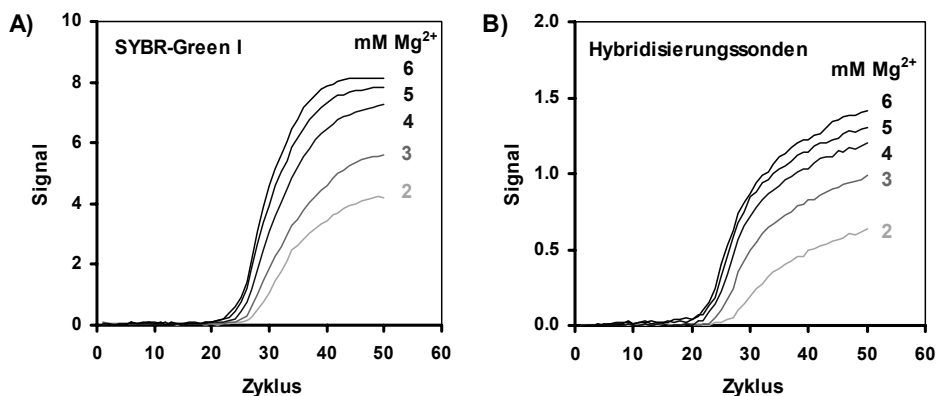 A)
SYBR-Green I
mM Mg²⁺
6
5
4
3
2
10
8
6
4
2
0
Signal
0 10 20 30 40 50 60
Zyklus
B)
Hybridisierungssonden
mM Mg²⁺
6
5
4
3
2
2.0
1.5
1.0
0.5
0.0
Signal
0 10 20 30 40 50 60
Zyklus